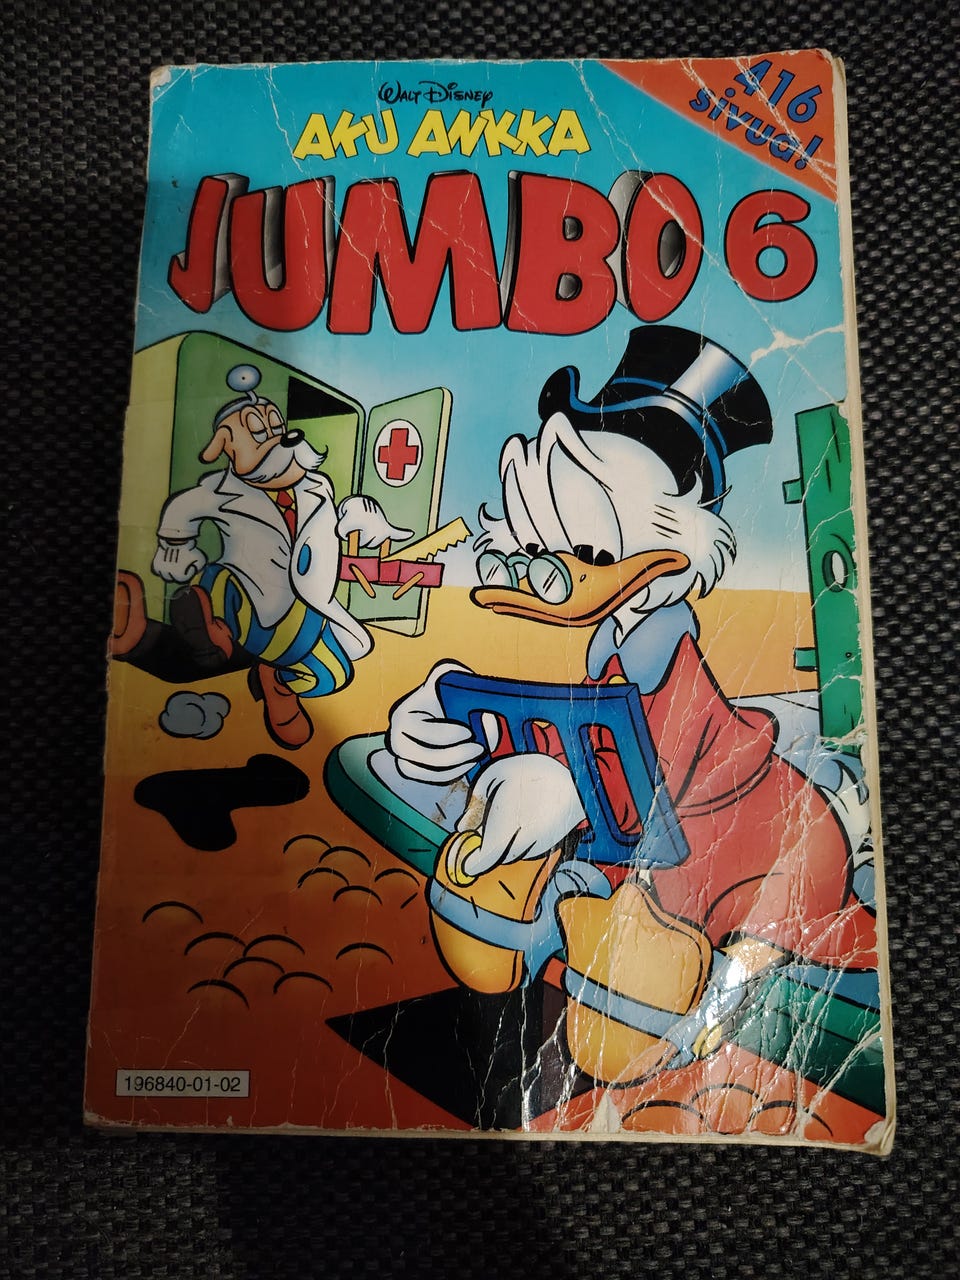 WALT DISNEY
AKU ANKKA
416
sivua!
JUMBO 6
196840-01-02